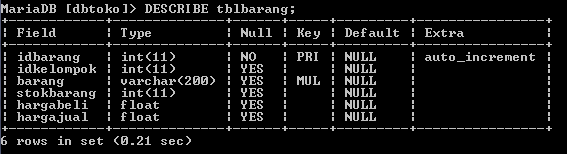 MariaDB [dbtoko]> DESCRIBE tblbarang;
+------------+--------------+------+-----+---------+----------------+
| Field      | Type         | Null | Key | Default | Extra          |
+------------+--------------+------+-----+---------+----------------+
| idbarang   | int(11)      | NO   | PRI | NULL    | auto_increment |
| idkelompok | int(11)      | YES  |     | NULL    |                |
| barang     | varchar(200) | YES  | MUL | NULL    |                |
| stokbarang | int(11)      | YES  |     | NULL    |                |
| hargabeli  | float        | YES  |     | NULL    |                |
| hargajual  | float        | YES  |     | NULL    |                |
+------------+--------------+------+-----+---------+----------------+
6 rows in set (0.21 sec)